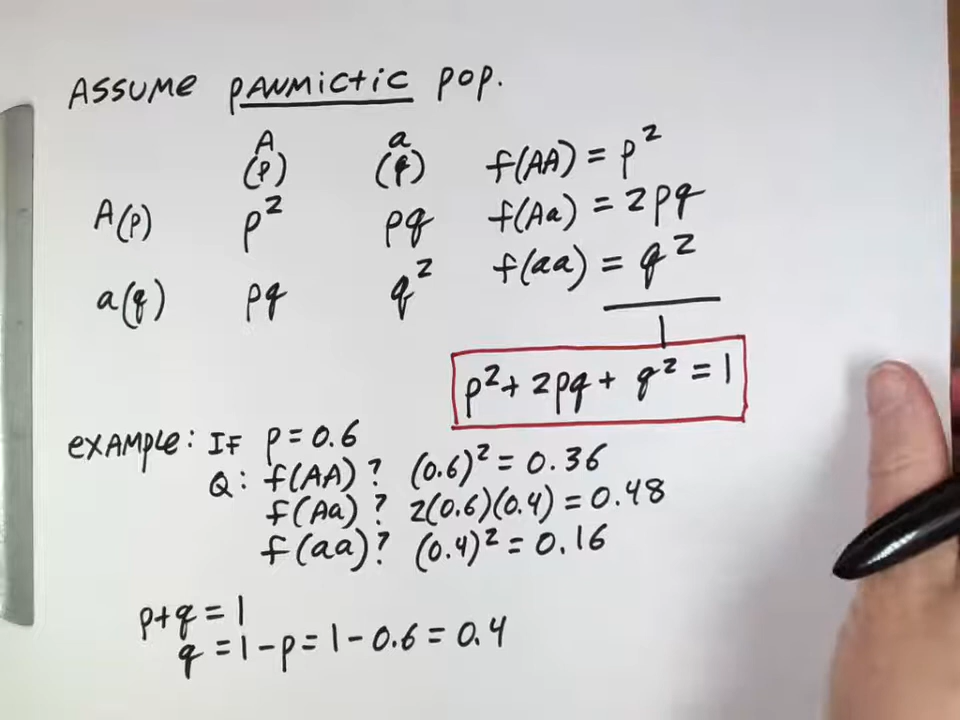 ASSUME PANMICTIC POP.
A a
(p) (q)
A(p) p² pq
a(q) pq q²
f(AA) = p²
f(Aa) = 2pq
f(aa) = q²
1
p² + 2pq + q² = 1
EXAMPLE: IF p = 0.6
Q: f(AA) ? (0.6)² = 0.36
f(Aa) ? 2(0.6)(0.4) = 0.48
f(aa)? (0.4)² = 0.16
p+q = 1
q = 1 - p = 1 - 0.6 = 0.4